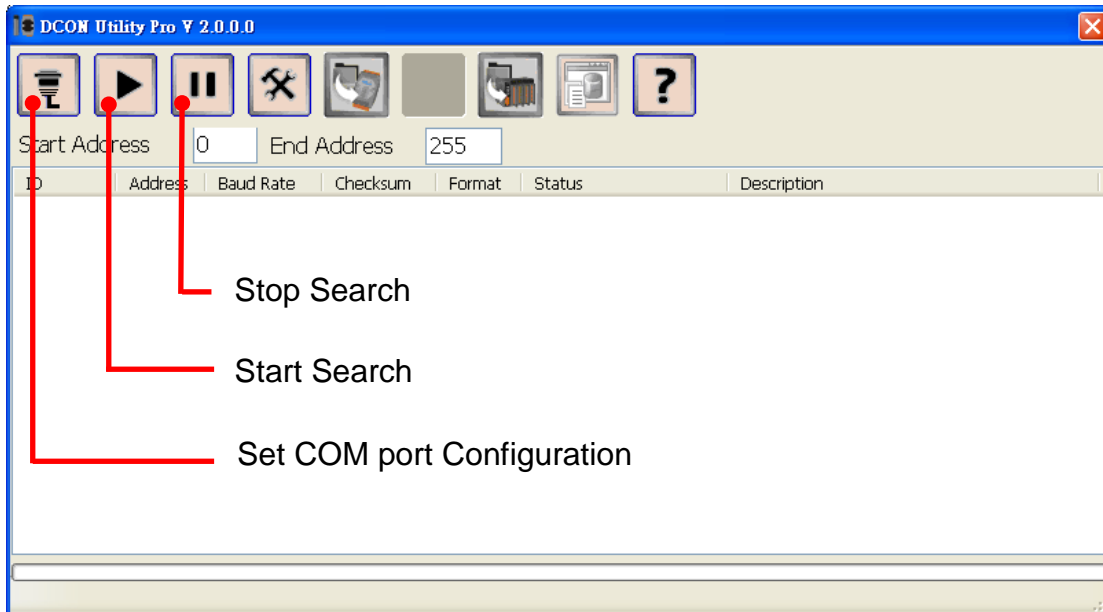 DCON Utility Pro V 2.0.0.0
?
Start Address 0 End Address 255
ID Address Baud Rate Checksum Format Status Description
Stop Search
Start Search
Set COM port Configuration